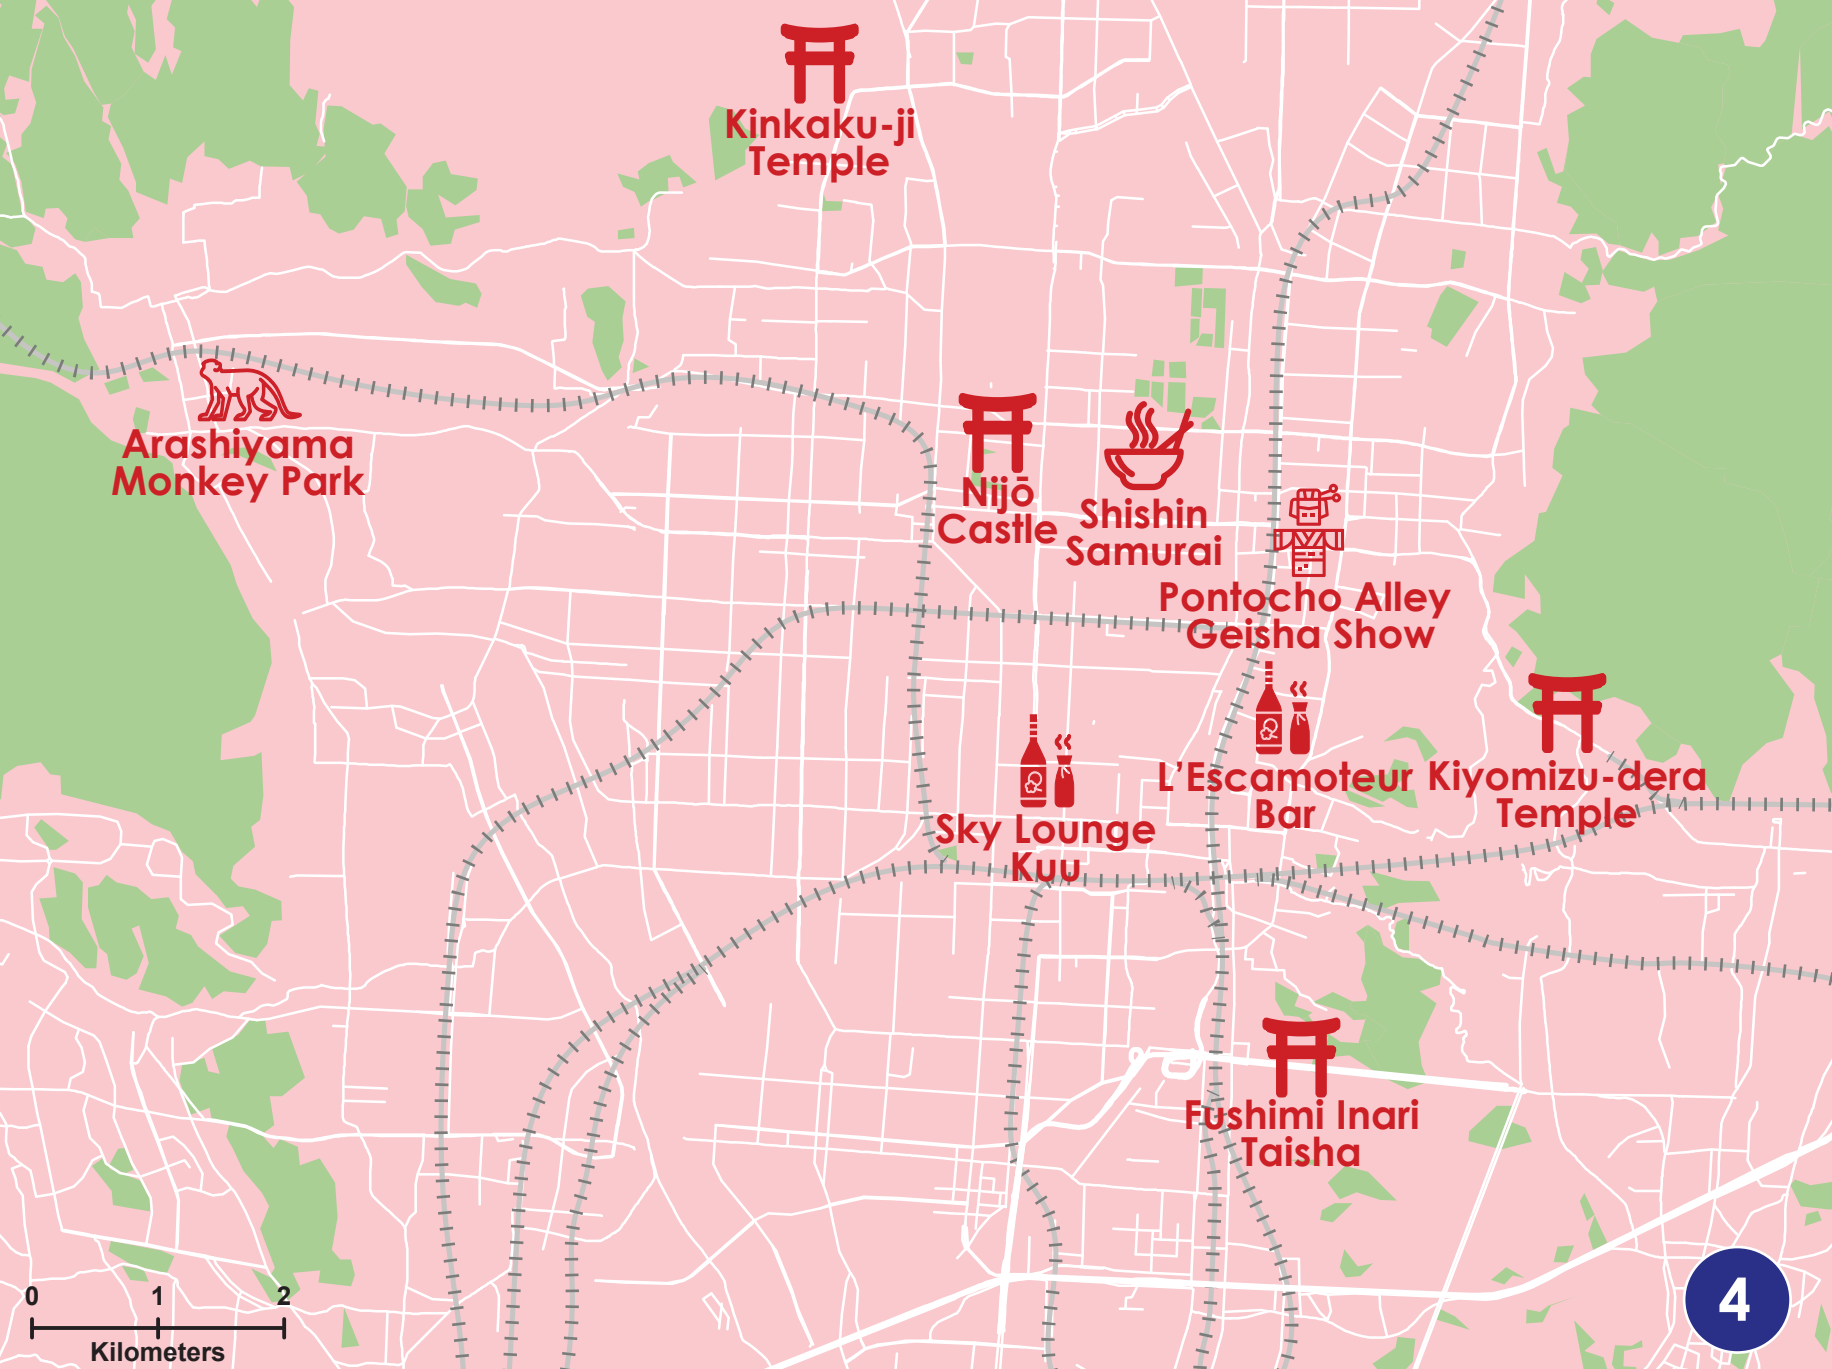 Kinkaku-ji
Temple
Arashiyama
Monkey Park
Nijō
Castle
Shishin
Samurai
Pontocho Alley
Geisha Show
L'Escamoteur
Bar
Kiyomizu-dera
Temple
Sky Lounge
Kuu
Fushimi Inari
Taisha
0 1 2
Kilometers
4